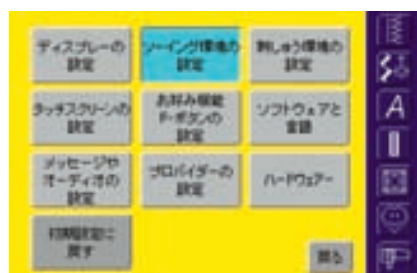 ディスプレーの
設定
ソーイング環境の
設定
刺しゅう環境の
設定
タッチスクリーンの
設定
お好み機能
F-ボタンの
設定
ソフトウェアと
言語
メッセージや
オーディオの
設定
プロバイダーの
設定
ハードウェアー
初期設定に
戻す
戻る
A